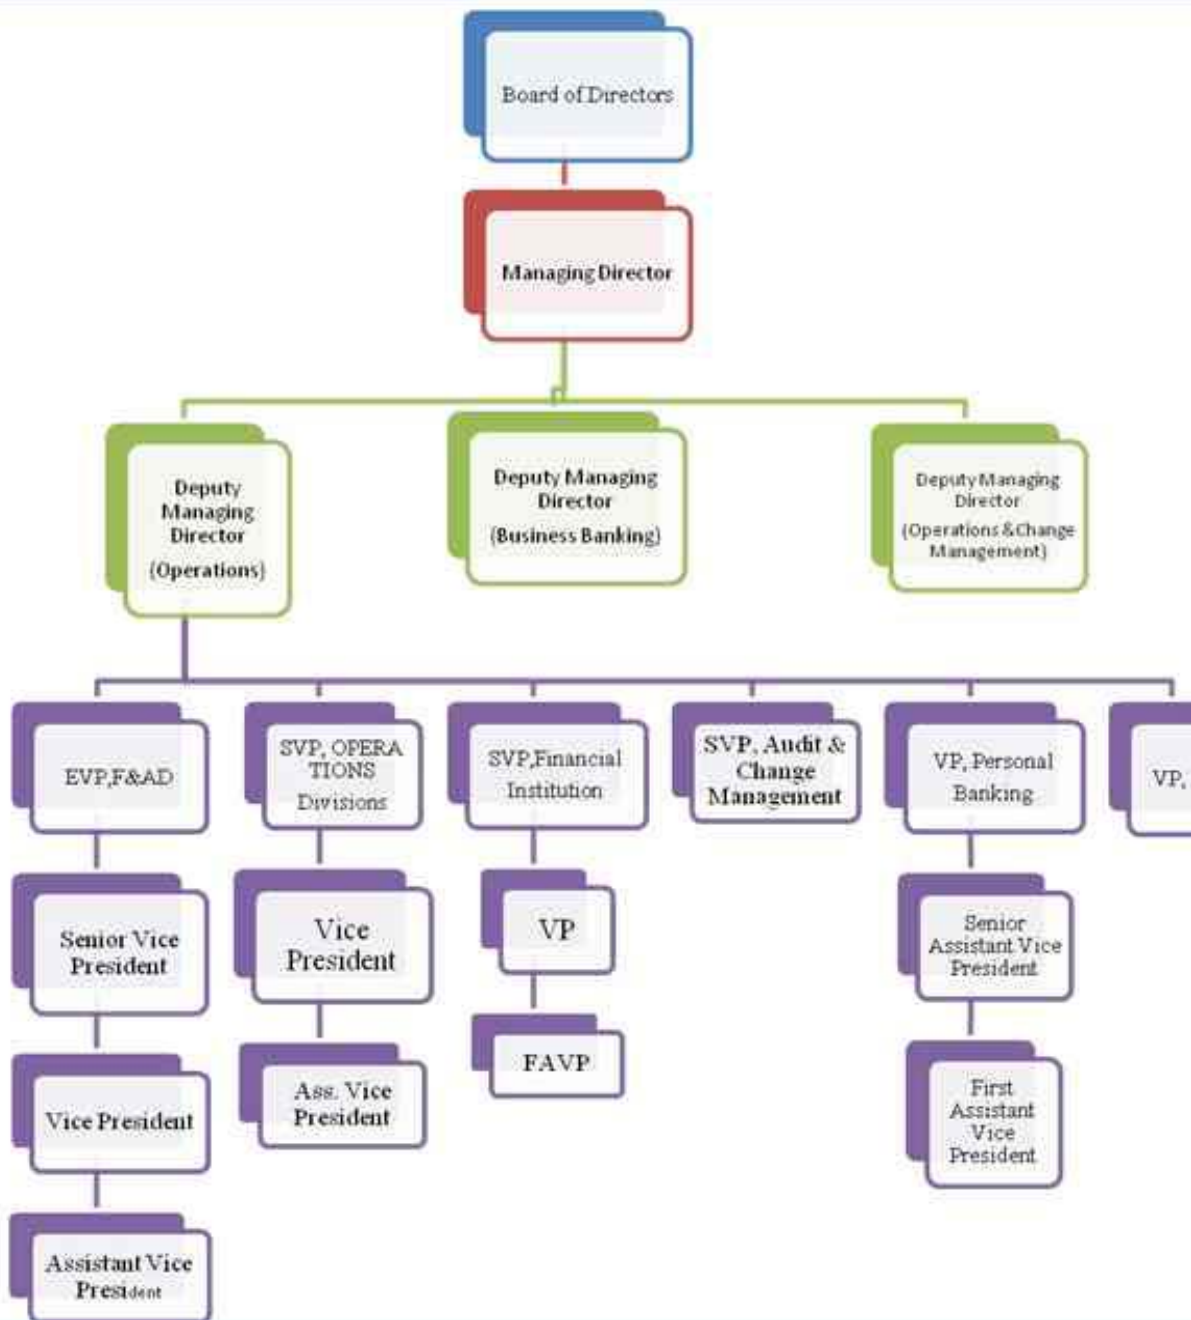 Board of Directors
Managing Director
Deputy
Managing
Director
(Operations)
Deputy Managing
Director
(Business Banking)
Deputy Managing
Director
(Operations &Change
Management)
EVP,F&AD
SVP, OPERA
TIONS
Divisions
SVP,Financial
Institution
SVP, Audit &
Change
Management
VP, Personal
Banking
VP,
Senior Vice
President
Vice
President
VP
Senior
Assistant Vice
President
Vice President
Ass. Vice
President
FAVP
First
Assistant
Vice
President
Assistant Vice
President